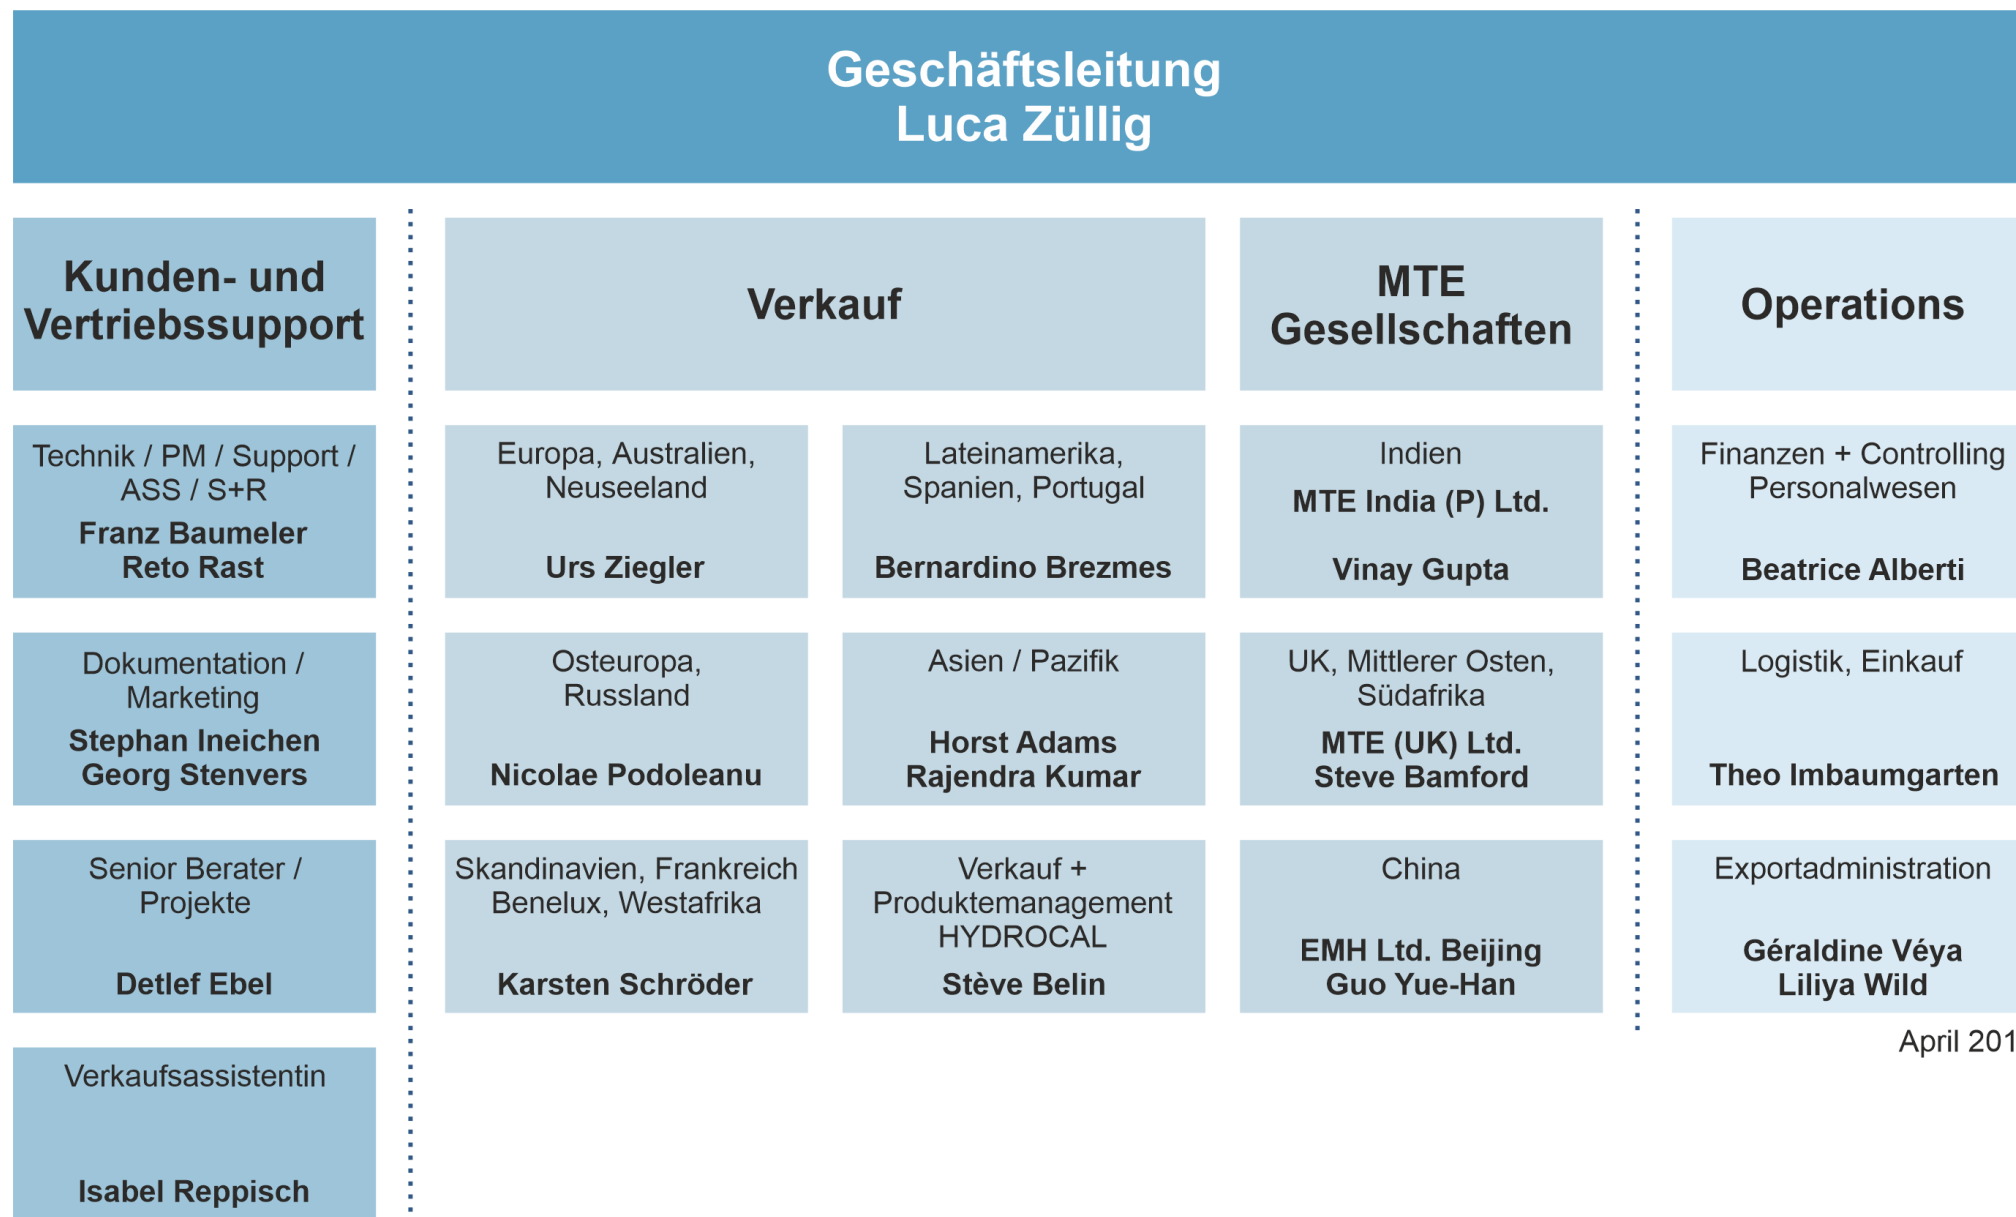 Geschäftsleitung
Luca Züllig
Kunden- und
Vertriebssupport
Technik / PM / Support /
ASS / S+R
Franz Baumeler
Reto Rast
Dokumentation /
Marketing
Stephan Ineichen
Georg Stenvers
Senior Berater /
Projekte
Detlef Ebel
Verkaufsassistentin
Isabel Reppisch
Verkauf
Europa, Australien,
Neuseeland
Urs Ziegler
Osteuropa,
Russland
Nicolae Podoleanu
Skandinavien, Frankreich
Benelux, Westafrika
Karsten Schröder
Lateinamerika,
Spanien, Portugal
Bernardino Brezmes
Asien / Pazifik
Horst Adams
Rajendra Kumar
Verkauf +
Produktemanagement
HYDROCAL
Stève Belin
MTE
Gesellschaften
Indien
MTE India (P) Ltd.
Vinay Gupta
UK, Mittlerer Osten,
Südafrika
MTE (UK) Ltd.
Steve Bamford
China
EMH Ltd. Beijing
Guo Yue-Han
Operations
Finanzen + Controlling
Personalwesen
Beatrice Alberti
Logistik, Einkauf
Theo Imbaumgarten
Exportadministration
Géraldine Véya
Liliya Wild
April 201